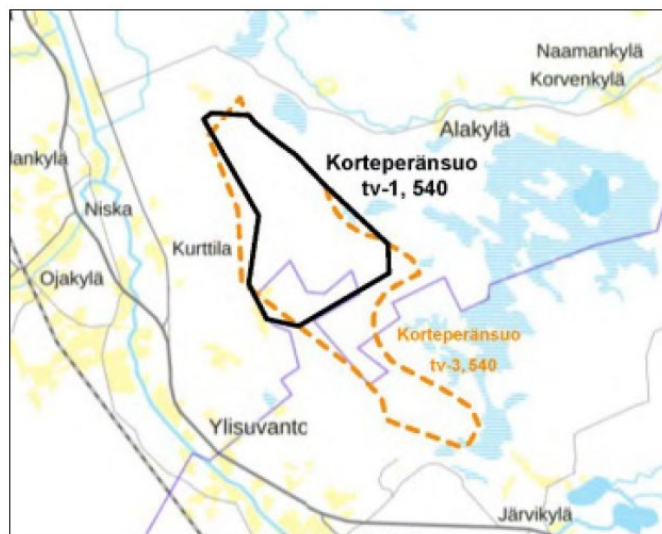 Naamankylä
Korvenkylä
Alakylä
Korteperänsuo
tv-1, 540
lankylä
Niska
Kurttila
Ojakylä
Korteperänsuo
tv-3, 540
Ylisuvanto
Järvikylä